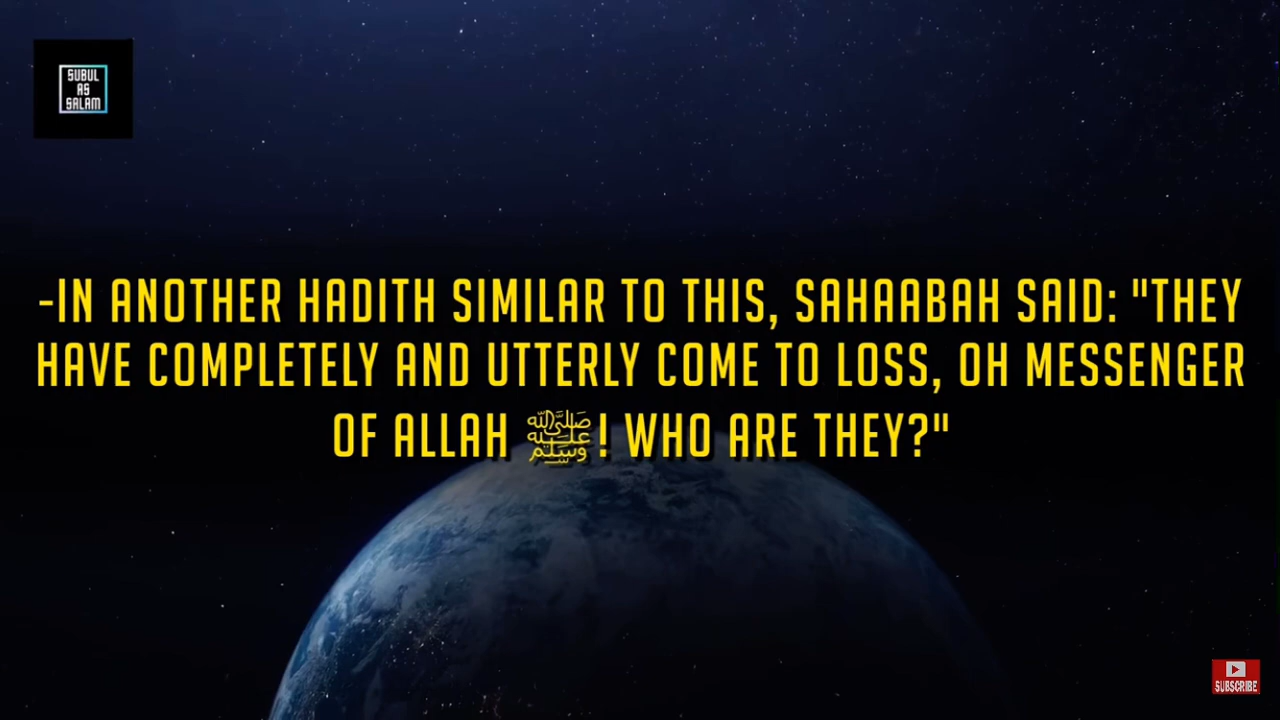 SUBUL
AS
SALAM
-IN ANOTHER HADITH SIMILAR TO THIS, SAHAABAH SAID: "THEY
HAVE COMPLETELY AND UTTERLY COME TO LOSS, OH MESSENGER
OF ALLAH ﷺ! WHO ARE THEY?"
SUBSCRIBE